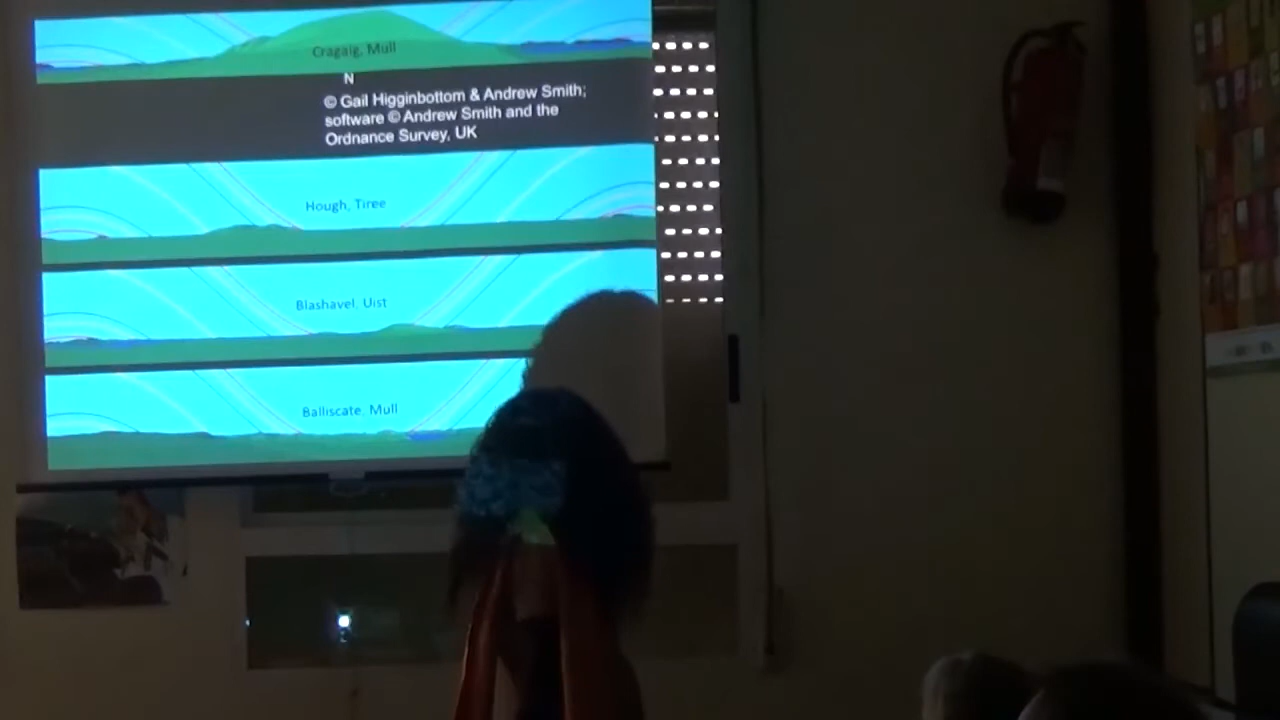 Cragaig, Mull
N
© Gail Higginbottom & Andrew Smith;
software © Andrew Smith and the
Ordnance Survey, UK
Hough, Tiree
Blashavel, Uist
Balliscate, Mull